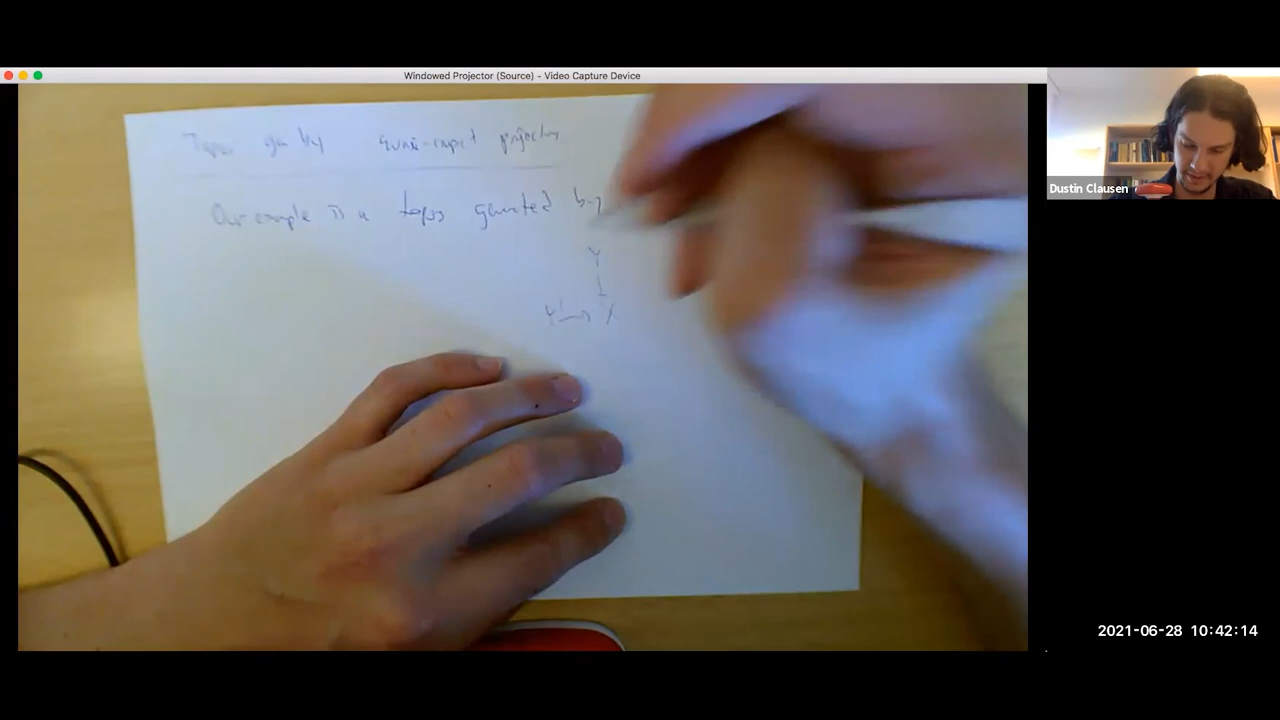 Windowed Projector (Source) - Video Capture Device
Topos gen by quasi-compact projectives
Our example is a topos generated by
Y
↓
Y' → X
Dustin Clausen
2021-06-28 10:42:14